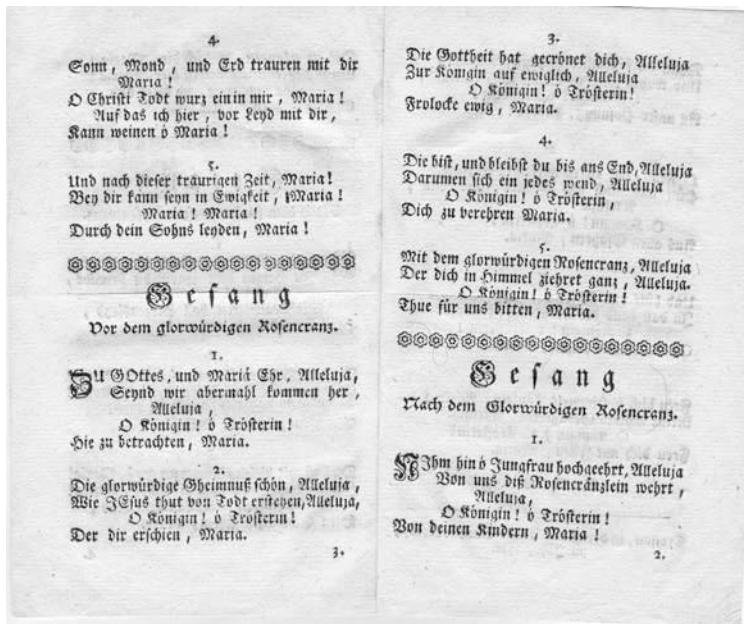 4.
Sonn, Mond, und Erd trauren mit dir
Maria!
O Christi Todt wurz ein in mir, Maria!
Auf das ich hier, vor Leyd mit dir,
Kann weinen ô Maria!
5.
Und nach dieser traurigen Zeit, Maria!
Bey dir kann seyn in Ewigkeit, Maria!
Maria! Maria!
Durch dein Sohns leyden, Maria!
Gesang
Vor dem glorwürdigen Rosencranz.
1.
ZU GOttes, und Mariä Ehr, Alleluja,
Seynd wir abermahl kommen her,
Alleluja,
O Königin! ô Trösterin!
Hie zu betrachten, Maria.
2.
Die glorwürdige Gheimnuß schön, Alleluja,
Wie JEsus thut von Todt erstehen, Alleluja,
O Königin! ô Trösterin!
Der dir erschien, Maria.
3.
3.
Die Gottheit hat gecrönet dich, Alleluja
Zur Königin auf ewiglich, Alleluja
O Königin! ô Trösterin!
Frolocke ewig, Maria.
4.
Die bist, und bleibst du bis ans End, Alleluja
Darumen sich ein jedes wend, Alleluja
O Königin! ô Trösterin,
Dich zu verehren Maria.
5.
Mit dem glorwürdigen Rosencranz, Alleluja
Der dich in Himmel ziehret ganz, Alleluja.
O Königin! ô Trösterin!
Thue für uns bitten, Maria.
Gesang
Nach dem Glorwürdigen Rosencranz.
1.
NIhm hin ô Jungfrau hochgeehrt, Alleluja
Von uns diß Rosencränzlein wehrt,
Alleluja,
O Königin! ô Trösterin!
Von deinen Kindern, Maria!
2.